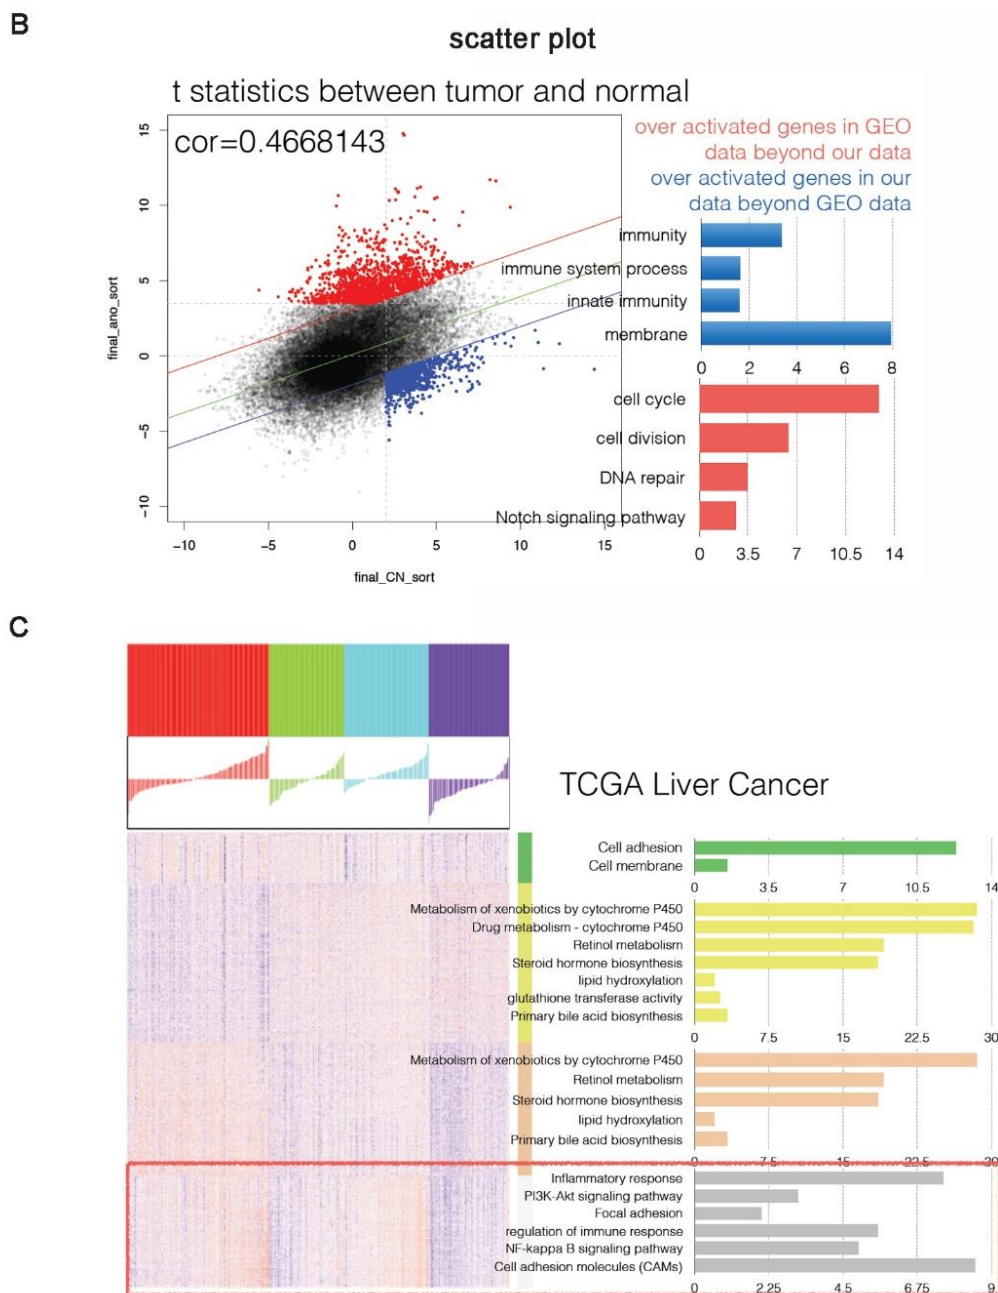 B
scatter plot
t statistics between tumor and normal
cor=0.4668143
15
10
5
0
−5
−10
final_ano_sort
−10 −5 0 5 10 15
final_CN_sort
over activated genes in GEO
data beyond our data
over activated genes in our
data beyond GEO data
immunity
immune system process
innate immunity
membrane
0 2 4 6 8
cell cycle
cell division
DNA repair
Notch signaling pathway
0 3.5 7 10.5 14
C
TCGA Liver Cancer
Cell adhesion
Cell membrane
0 3.5 7 10.5 14
Metabolism of xenobiotics by cytochrome P450
Drug metabolism - cytochrome P450
Retinol metabolism
Steroid hormone biosynthesis
lipid hydroxylation
glutathione transferase activity
Primary bile acid biosynthesis
0 7.5 15 22.5 30
Metabolism of xenobiotics by cytochrome P450
Retinol metabolism
Steroid hormone biosynthesis
lipid hydroxylation
Primary bile acid biosynthesis
0 7.5 15 22.5 30
Inflammatory response
PI3K-Akt signaling pathway
Focal adhesion
regulation of immune response
NF-kappa B signaling pathway
Cell adhesion molecules (CAMs)
0 2.25 4.5 6.75 9